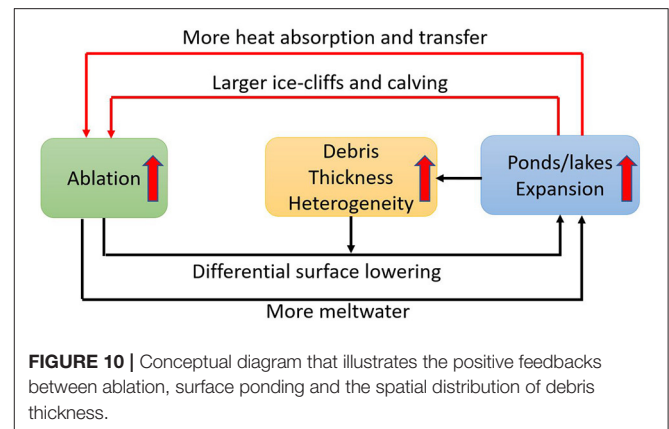 More heat absorption and transfer
Larger ice-cliffs and calving
Ablation
Debris
Thickness
Heterogeneity
Ponds/lakes
Expansion
Differential surface lowering
More meltwater
FIGURE 10 | Conceptual diagram that illustrates the positive feedbacks
between ablation, surface ponding and the spatial distribution of debris
thickness.